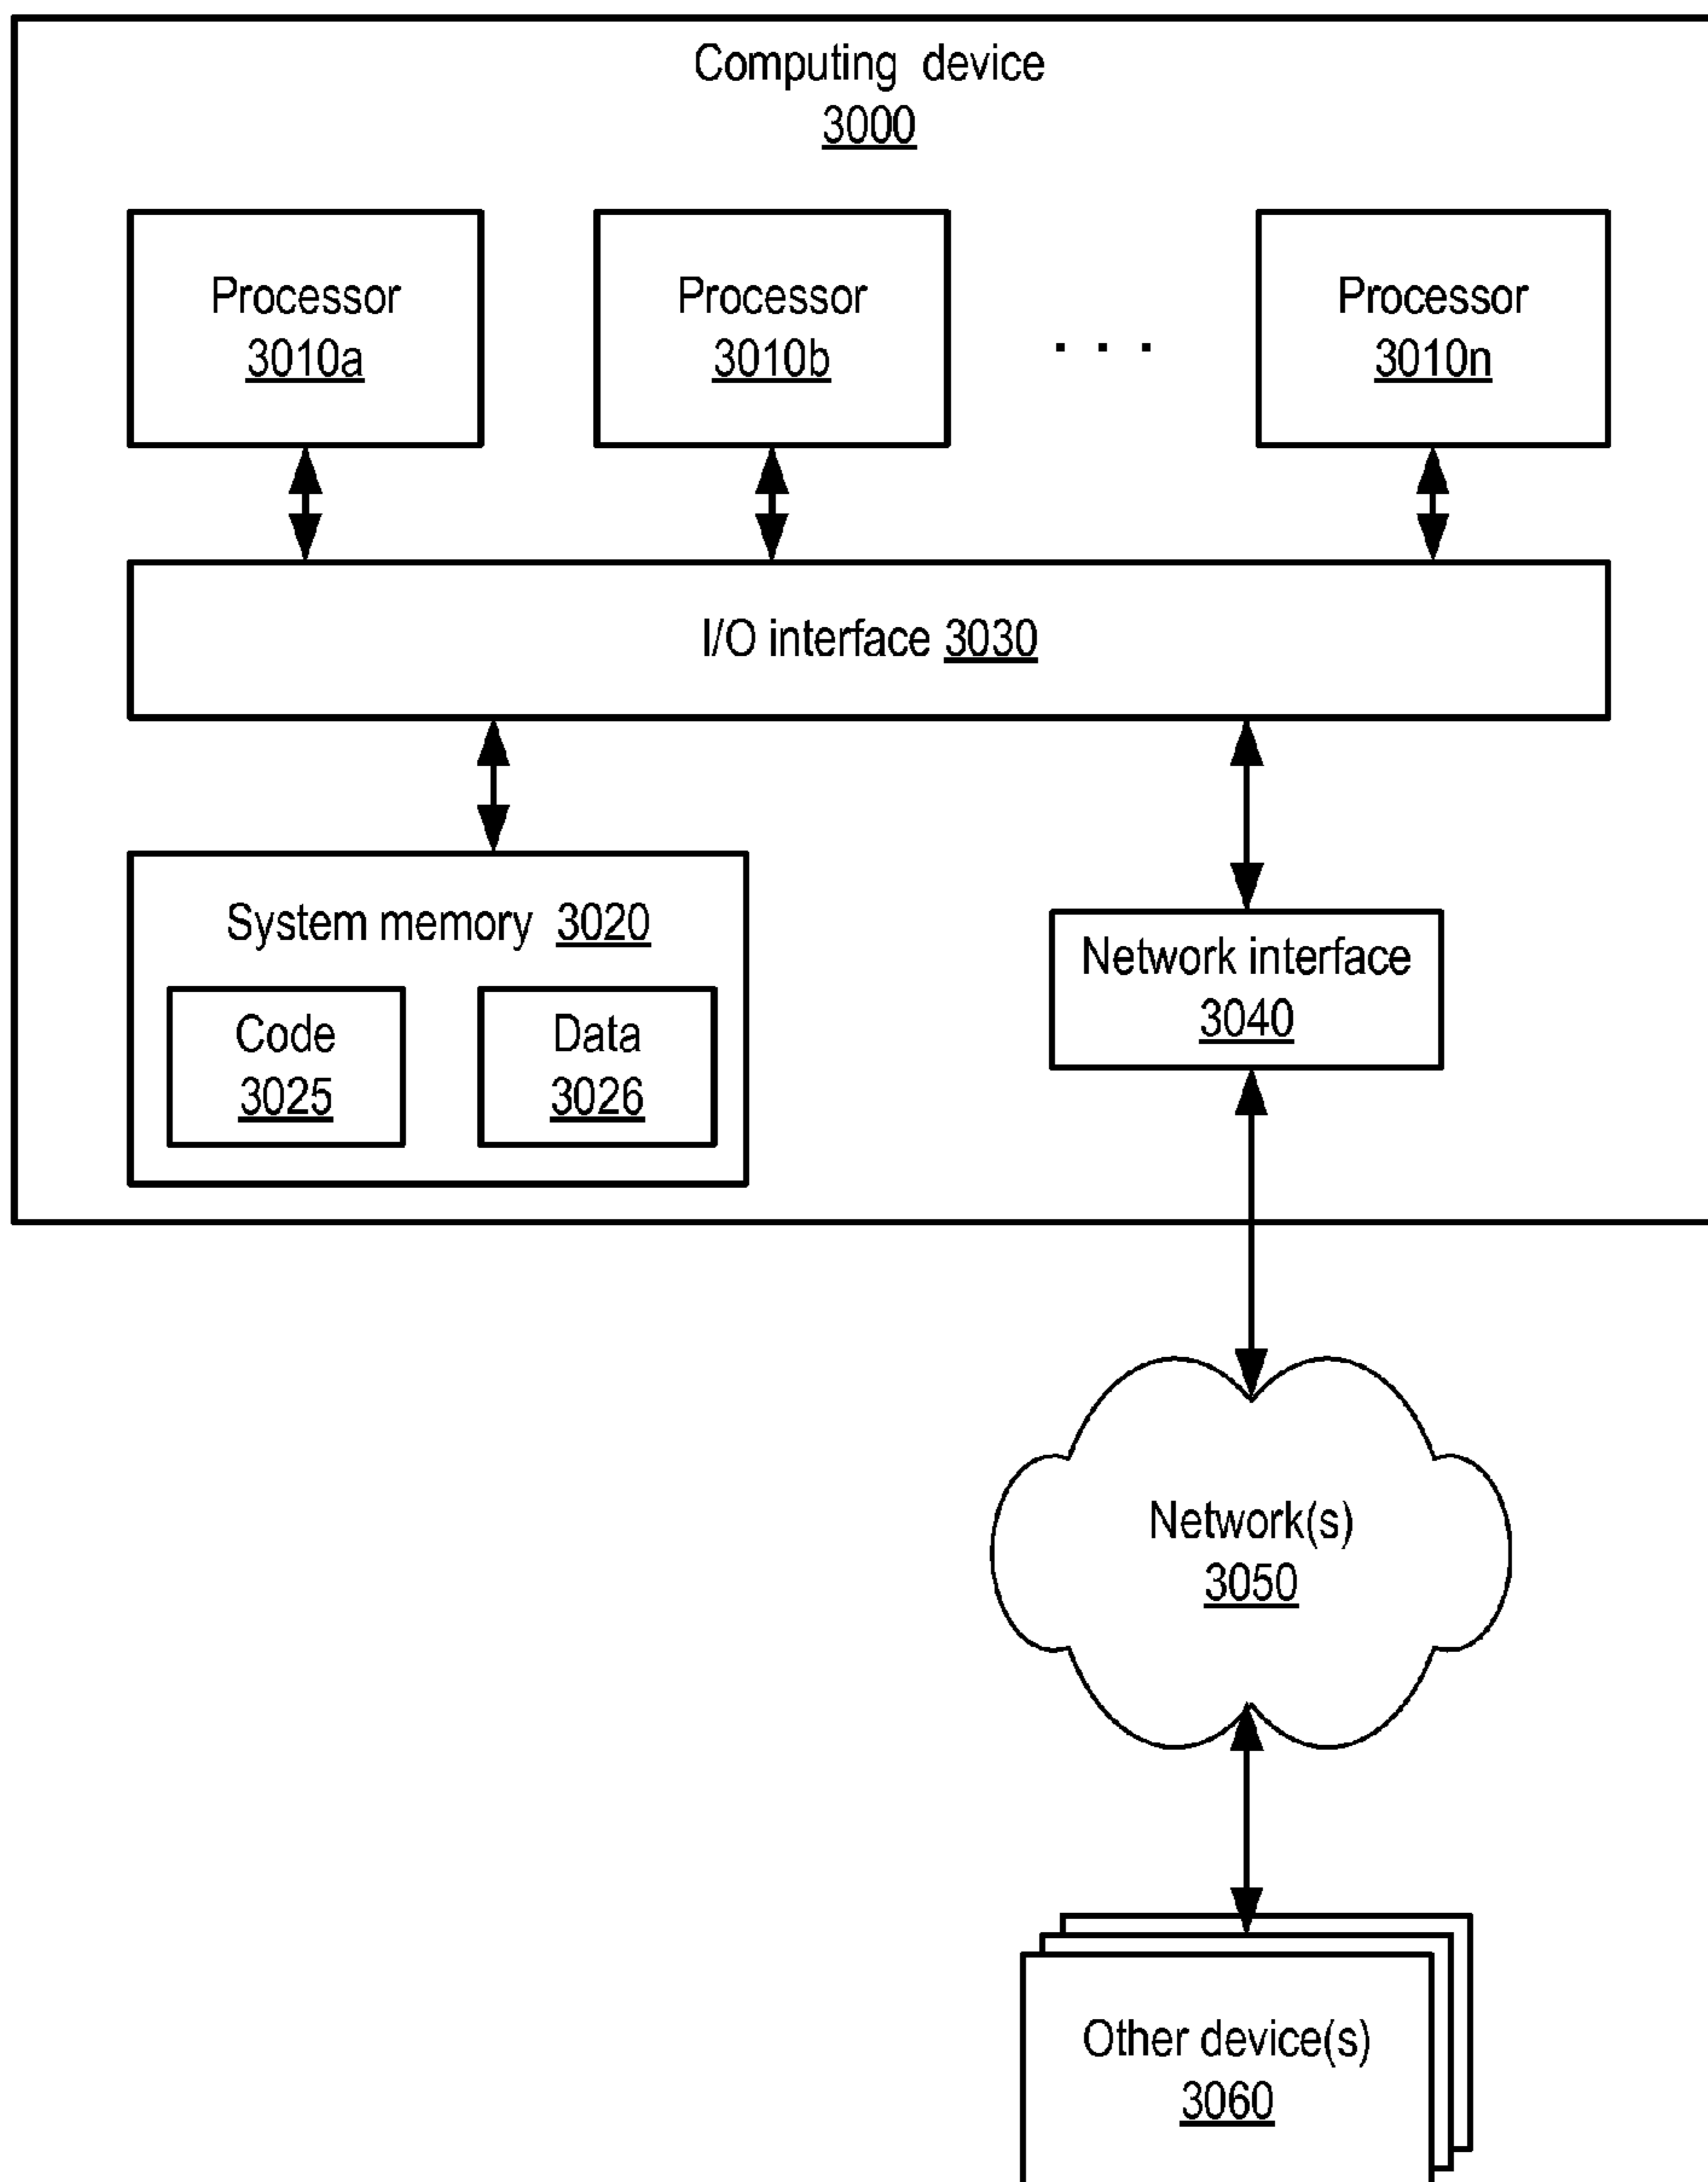 Computing device
3000
Processor
3010a
Processor
3010b
. . .
Processor
3010n
I/O interface 3030
System memory 3020
Code
3025
Data
3026
Network interface
3040
Network(s)
3050
Other device(s)
3060